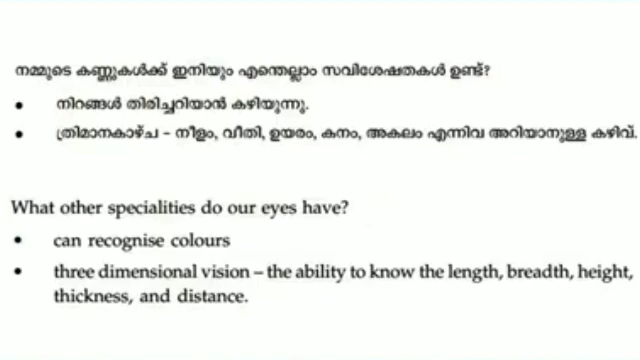 നമ്മുടെ കണ്ണുകൾക്ക് ഇനിയും എന്തെല്ലാം സവിശേഷതകൾ ഉണ്ട്?
• നിറങ്ങൾ തിരിച്ചറിയാൻ കഴിയുന്നു.
• ത്രിമാനകാഴ്ച – നീളം, വീതി, ഉയരം, കനം, അകലം എന്നിവ അറിയാനുള്ള കഴിവ്.
What other specialities do our eyes have?
• can recognise colours
• three dimensional vision – the ability to know the length, breadth, height,
thickness, and distance.